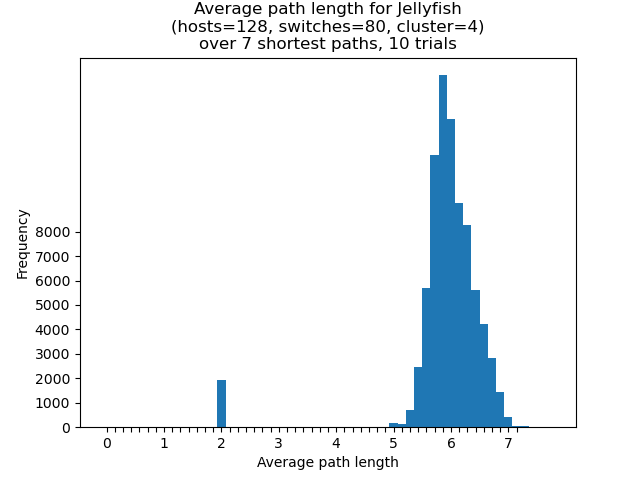 Average path length for Jellyfish
(hosts=128, switches=80, cluster=4)
over 7 shortest paths, 10 trials
Frequency
8000
7000
6000
5000
4000
3000
2000
1000
0
0 1 2 3 4 5 6 7
Average path length